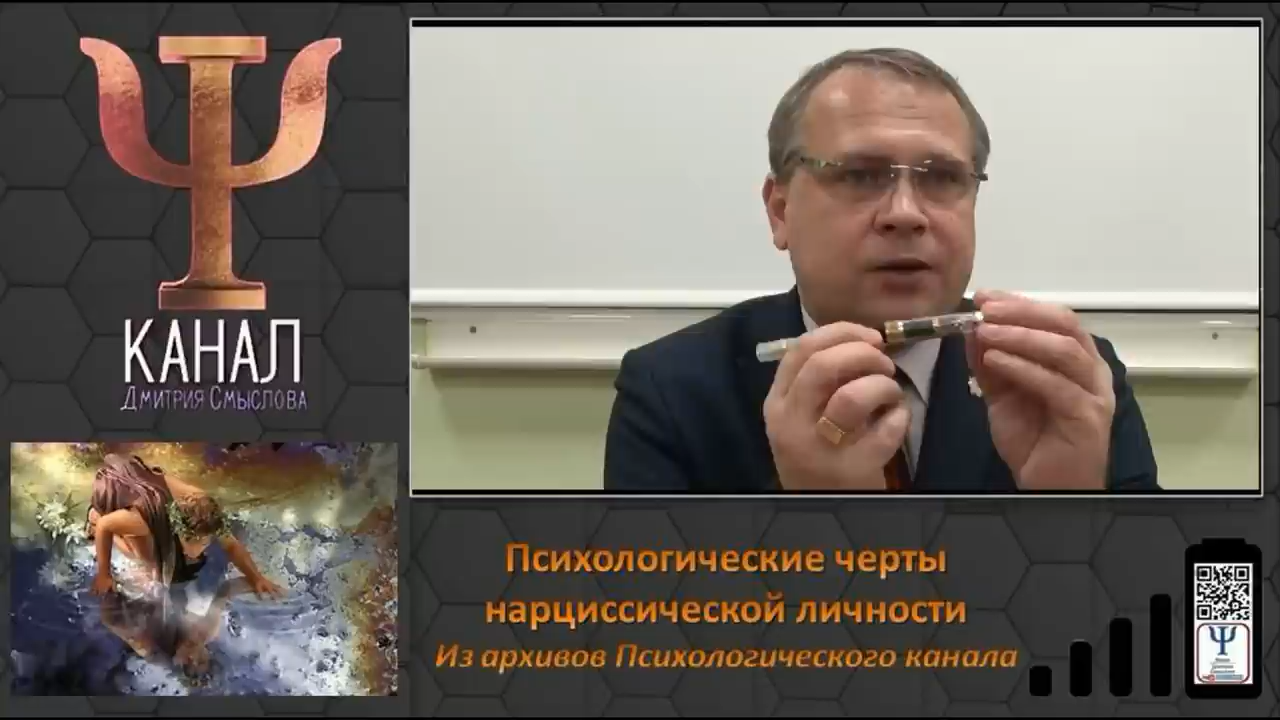 КАНАЛ
Дмитрия Смыслова
Психологические черты
нарциссической личности
Из архивов Психологического канала